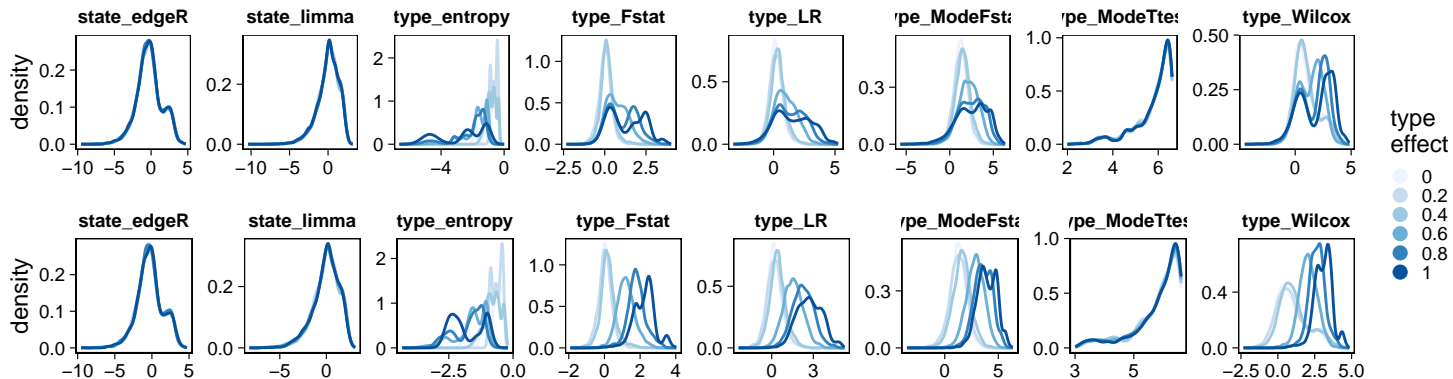 state_edgeR state_limma type_entropy type_Fstat type_LR ype_ModeFsta ype_ModeTtes type_Wilcox
density
0.2 0.1 0.0
0.2 0.0
2 1 0
1.5 1.0 0.5 0.0
0.5 0.0
0.3 0.0
1.0 0.5 0.0
0.50 0.25 0.00
−10 −5 0 5
−10 −5 0
−4 0
−2.5 0.0 2.5
0 5
−5 0 5
2 4 6
0 5
state_edgeR state_limma type_entropy type_Fstat type_LR ype_ModeFsta ype_ModeTtes type_Wilcox
density
0.2 0.1 0.0
0.2 0.0
2 1 0
1.0 0.5 0.0
0.5 0.0
0.3 0.0
1.0 0.5 0.0
0.4 0.0
−10 −5 0 5
−5 0
−2.5 0.0
−2 0 2 4
0 3
0 5
3 5
−2.5 0.0 2.5 5.0
type
effect
0
0.2
0.4
0.6
0.8
1